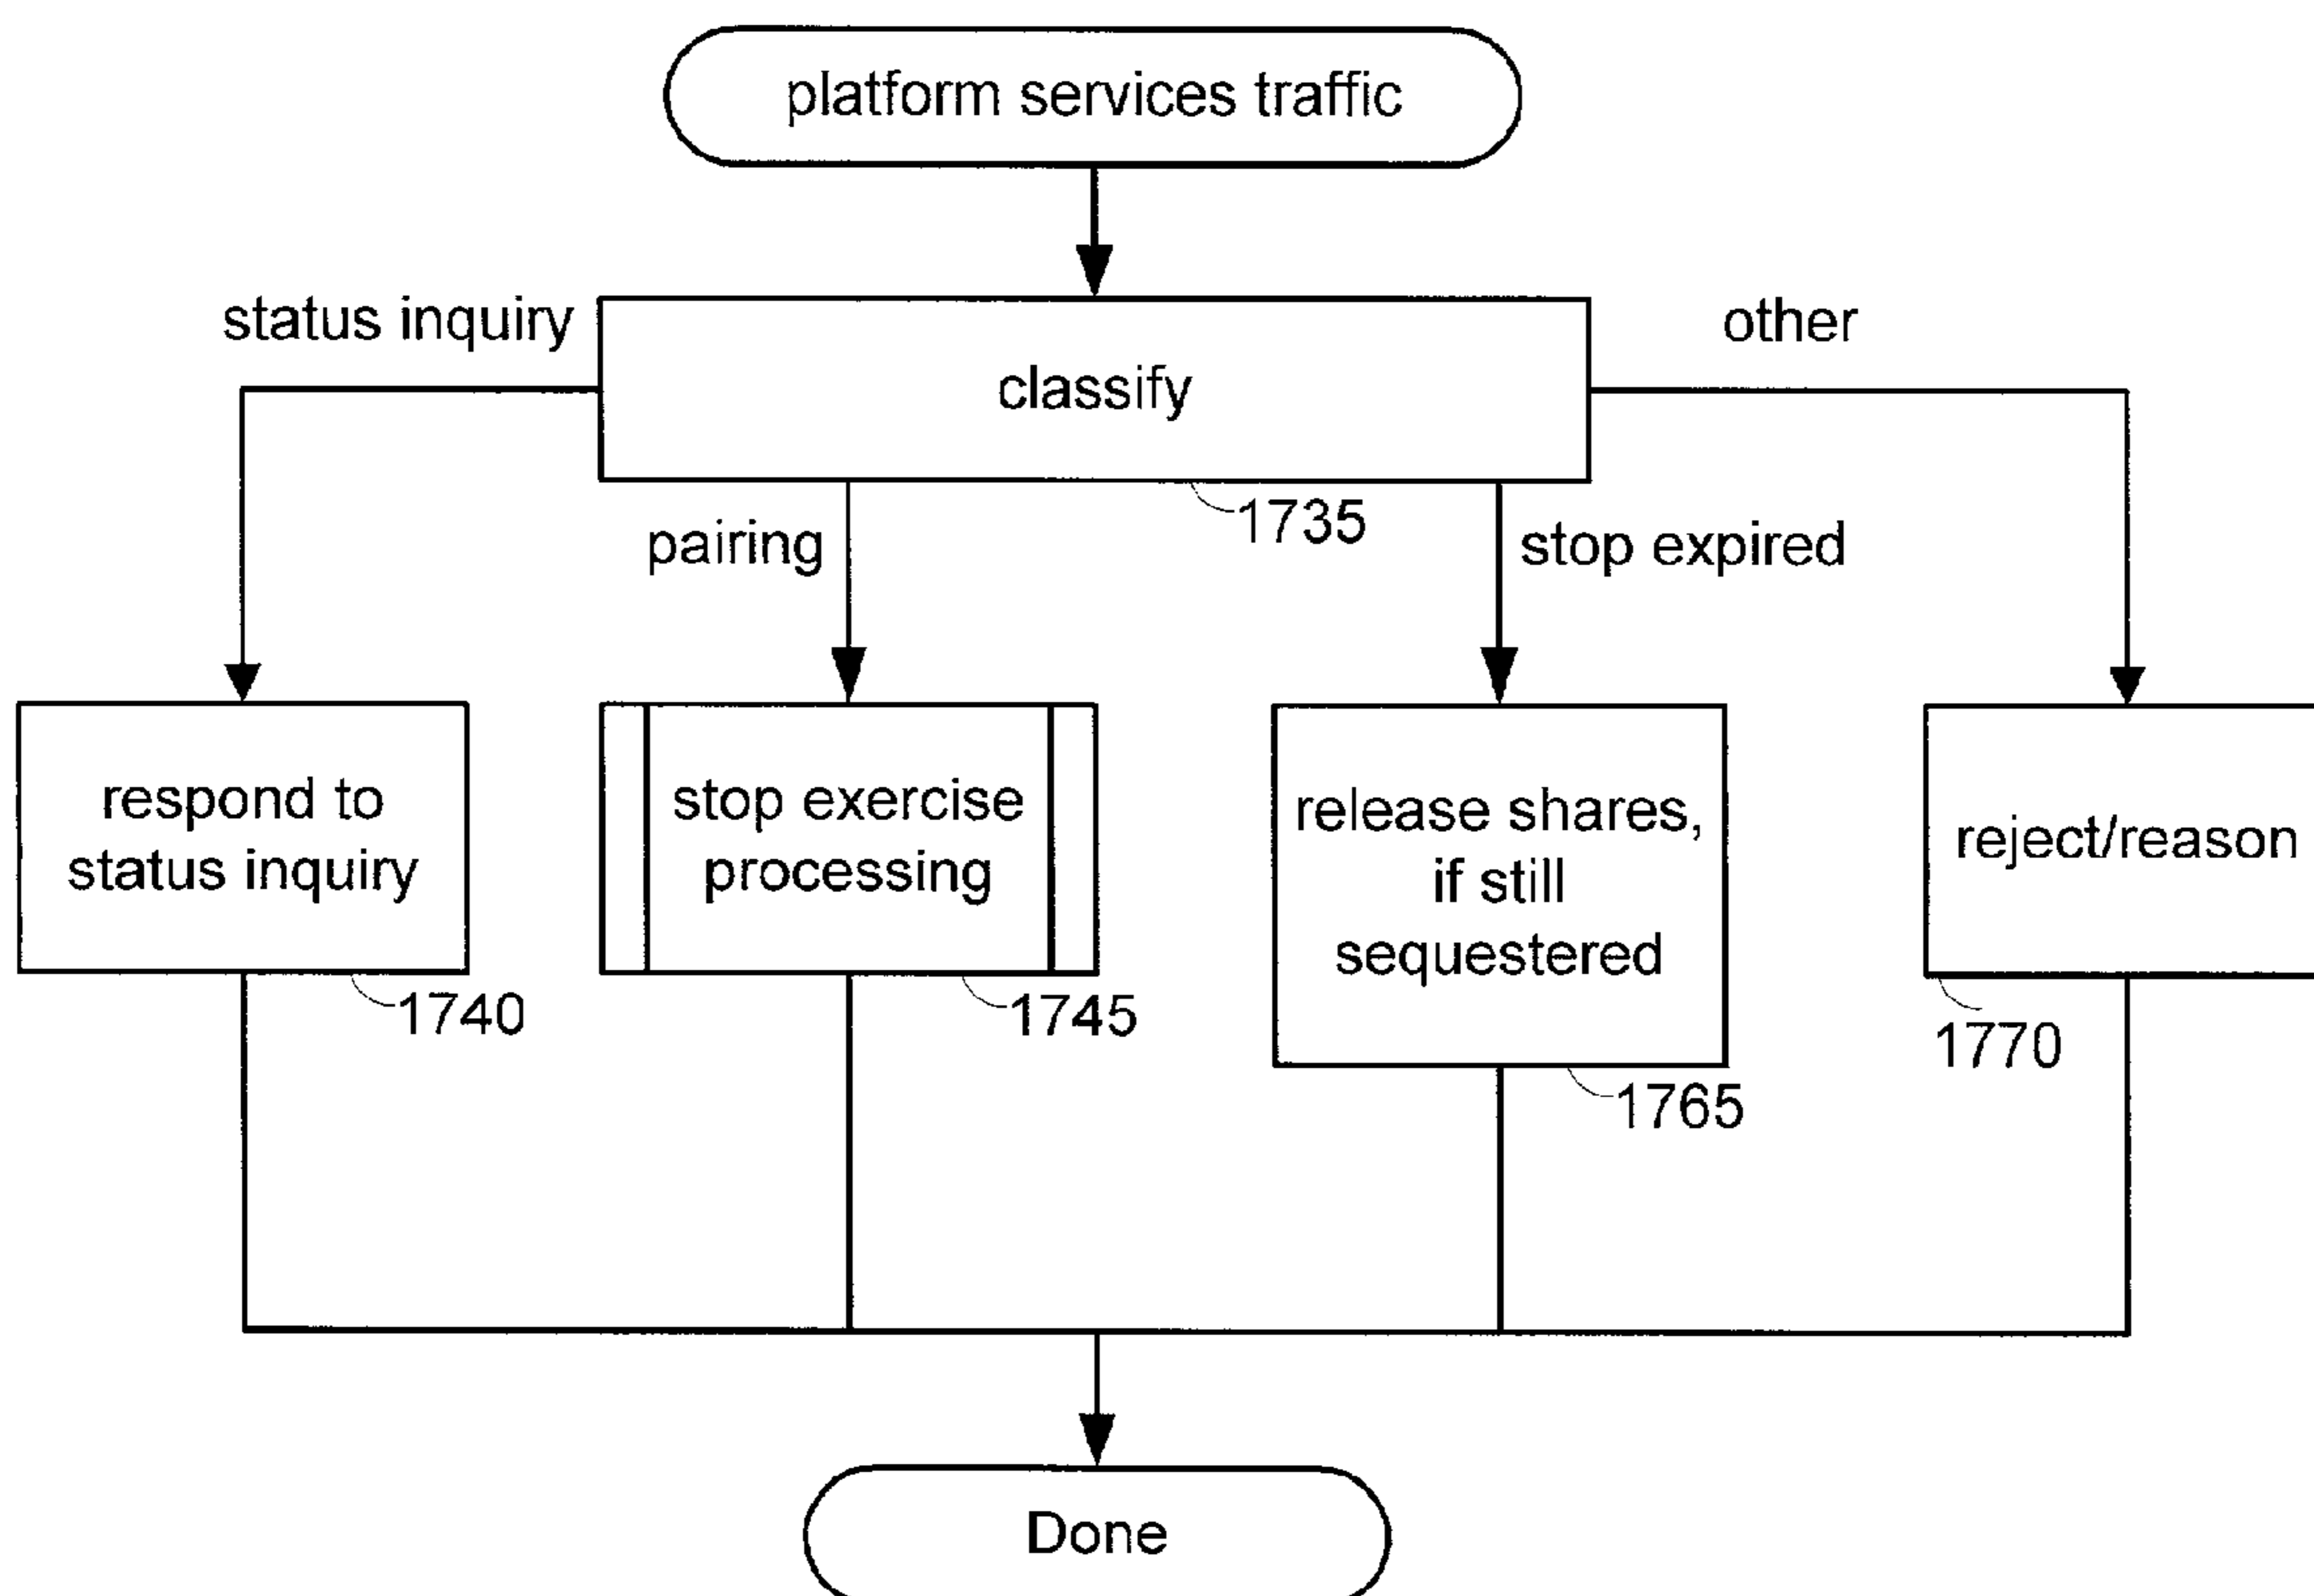 platform services traffic
status inquiry
other
classify
1735
pairing
stop expired
respond to
status inquiry
stop exercise
processing
release shares,
if still
sequestered
reject/reason
1740
1745
1770
1765
Done